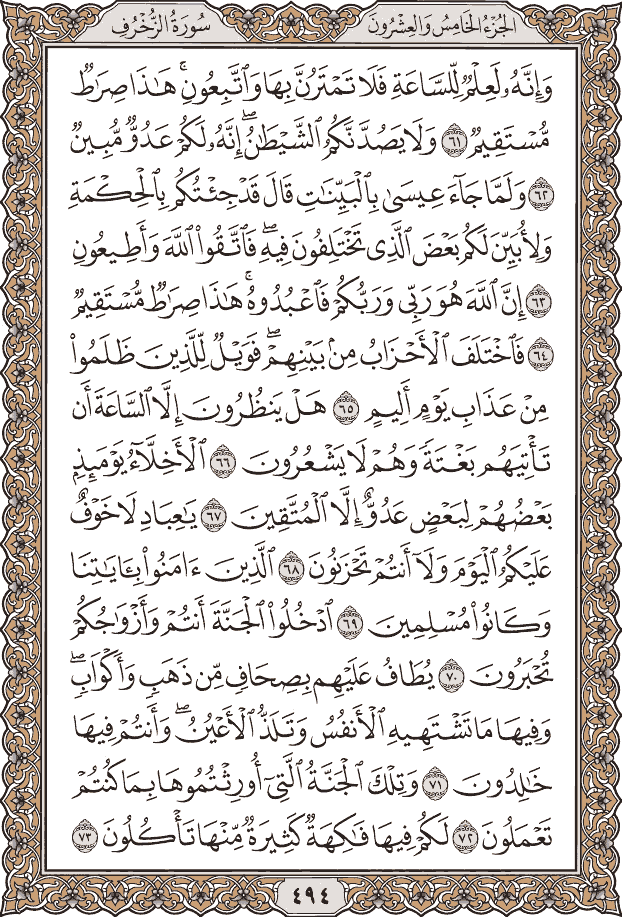 سُورَةُ الزُّخْرُفِ
الجُزْءُ الخَامِسُ وَالعِشْرُونَ
وَإِنَّهُۥ لَعِلْمٌ لِّلسَّاعَةِ فَلَا تَمْتَرُنَّ بِهَا وَٱتَّبِعُونِۚ هَٰذَا صِرَٰطٌ
مُّسْتَقِيمٌ ٦١ وَلَا يَصُدَّنَّكُمُ ٱلشَّيْطَٰنُۖ إِنَّهُۥ لَكُمْ عَدُوٌّ مُّبِينٌ
٦٢ وَلَمَّا جَآءَ عِيسَىٰ بِٱلْبَيِّنَٰتِ قَالَ قَدْ جِئْتُكُم بِٱلْحِكْمَةِ
وَلِأُبَيِّنَ لَكُم بَعْضَ ٱلَّذِى تَخْتَلِفُونَ فِيهِۖ فَٱتَّقُوا۟ ٱللَّهَ وَأَطِيعُونِ
٦٣ إِنَّ ٱللَّهَ هُوَ رَبِّى وَرَبُّكُمْ فَٱعْبُدُوهُۚ هَٰذَا صِرَٰطٌ مُّسْتَقِيمٌ
٦٤ فَٱخْتَلَفَ ٱلْأَحْزَابُ مِنۢ بَيْنِهِمْۖ فَوَيْلٌ لِّلَّذِينَ ظَلَمُوا۟
مِنْ عَذَابِ يَوْمٍ أَلِيمٍ ٦٥ هَلْ يَنظُرُونَ إِلَّا ٱلسَّاعَةَ أَن
تَأْتِيَهُم بَغْتَةً وَهُمْ لَا يَشْعُرُونَ ٦٦ ٱلْأَخِلَّآءُ يَوْمَئِذٍۭ
بَعْضُهُمْ لِبَعْضٍ عَدُوٌّ إِلَّا ٱلْمُتَّقِينَ ٦٧ يَٰعِبَادِ لَا خَوْفٌ
عَلَيْكُمُ ٱلْيَوْمَ وَلَآ أَنتُمْ تَحْزَنُونَ ٦٨ ٱلَّذِينَ ءَامَنُوا۟ بِـَٔايَٰتِنَا
وَكَانُوا۟ مُسْلِمِينَ ٦٩ ٱدْخُلُوا۟ ٱلْجَنَّةَ أَنتُمْ وَأَزْوَٰجُكُمْ
تُحْبَرُونَ ٧٠ يُطَافُ عَلَيْهِم بِصِحَافٍ مِّن ذَهَبٍ وَأَكْوَابٍۖ
وَفِيهَا مَا تَشْتَهِيهِ ٱلْأَنفُسُ وَتَلَذُّ ٱلْأَعْيُنُۖ وَأَنتُمْ فِيهَا
خَٰلِدُونَ ٧١ وَتِلْكَ ٱلْجَنَّةُ ٱلَّتِىٓ أُورِثْتُمُوهَا بِمَا كُنتُمْ
تَعْمَلُونَ ٧٢ لَكُمْ فِيهَا فَٰكِهَةٌ كَثِيرَةٌ مِّنْهَا تَأْكُلُونَ ٧٣
٤٩٤